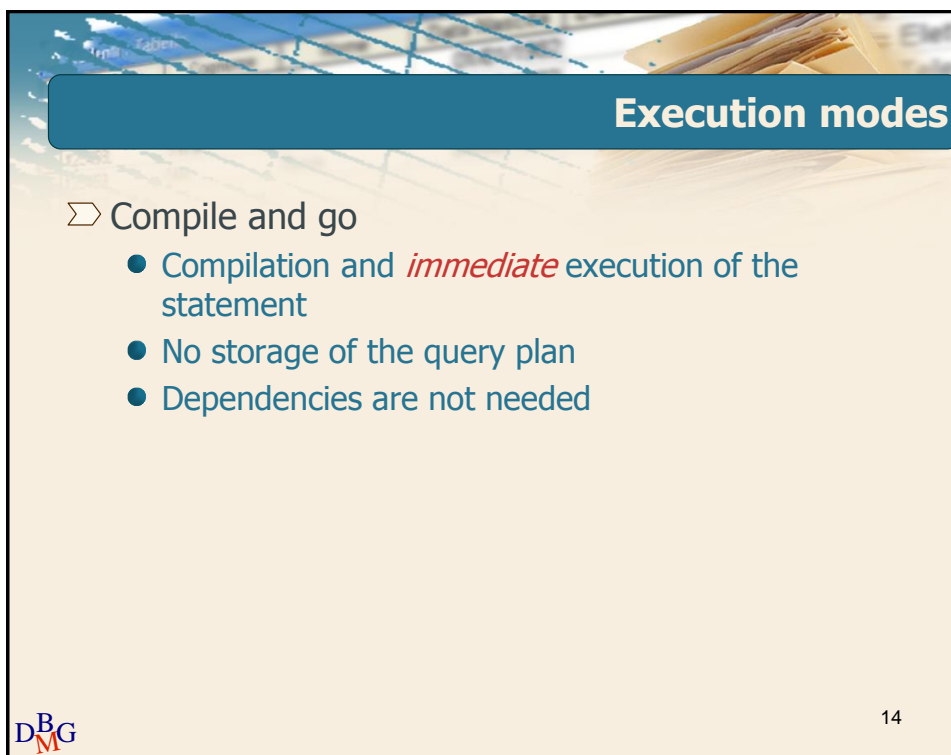 Execution modes
Compile and go
Compilation and immediate execution of the
statement
No storage of the query plan
Dependencies are not needed
DBMG
14